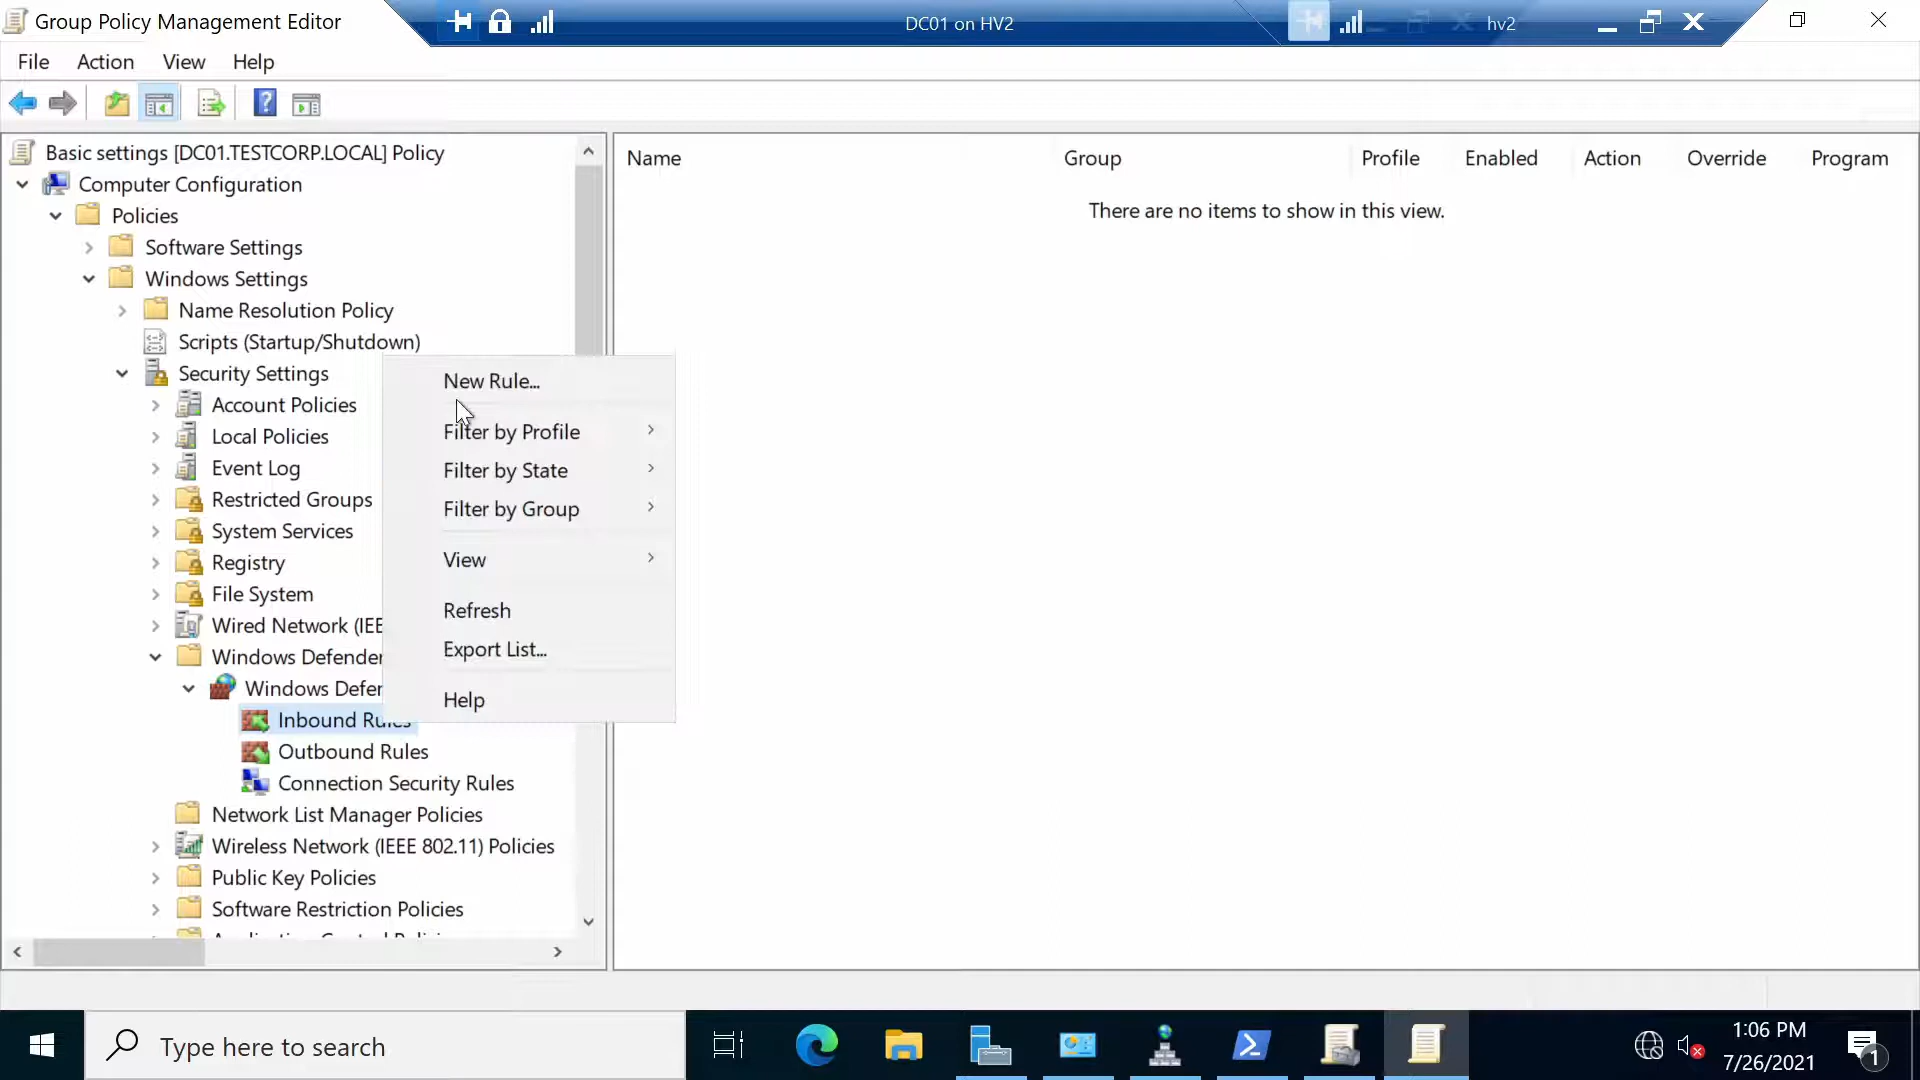 Group Policy Management Editor
DC01 on HV2
hv2
File Action View Help
Basic settings [DC01.TESTCORP.LOCAL] Policy
Computer Configuration
Policies
Software Settings
Windows Settings
Name Resolution Policy
Scripts (Startup/Shutdown)
Security Settings
Account Policies
Local Policies
Event Log
Restricted Groups
System Services
Registry
File System
Wired Network (IEE
Windows Defender
Windows Defen
Inbound Rules
Outbound Rules
Connection Security Rules
Network List Manager Policies
Wireless Network (IEEE 802.11) Policies
Public Key Policies
Software Restriction Policies
New Rule...
Filter by Profile
Filter by State
Filter by Group
View
Refresh
Export List...
Help
Name Group Profile Enabled Action Override Program
There are no items to show in this view.
Type here to search
1:06 PM
7/26/2021
1